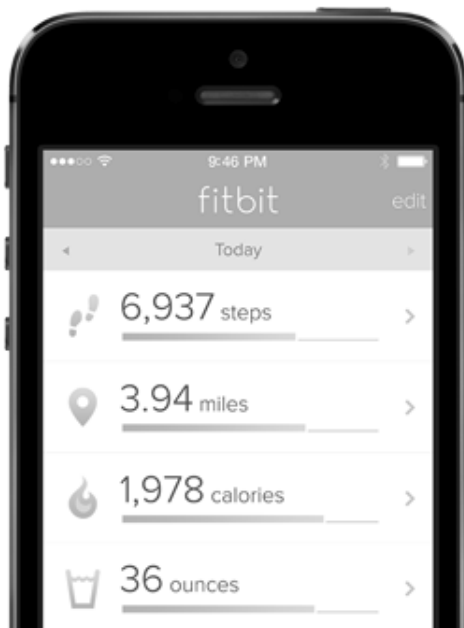 9:46 PM
fitbit edit
Today
6,937 steps
3.94 miles
1,978 calories
36 ounces